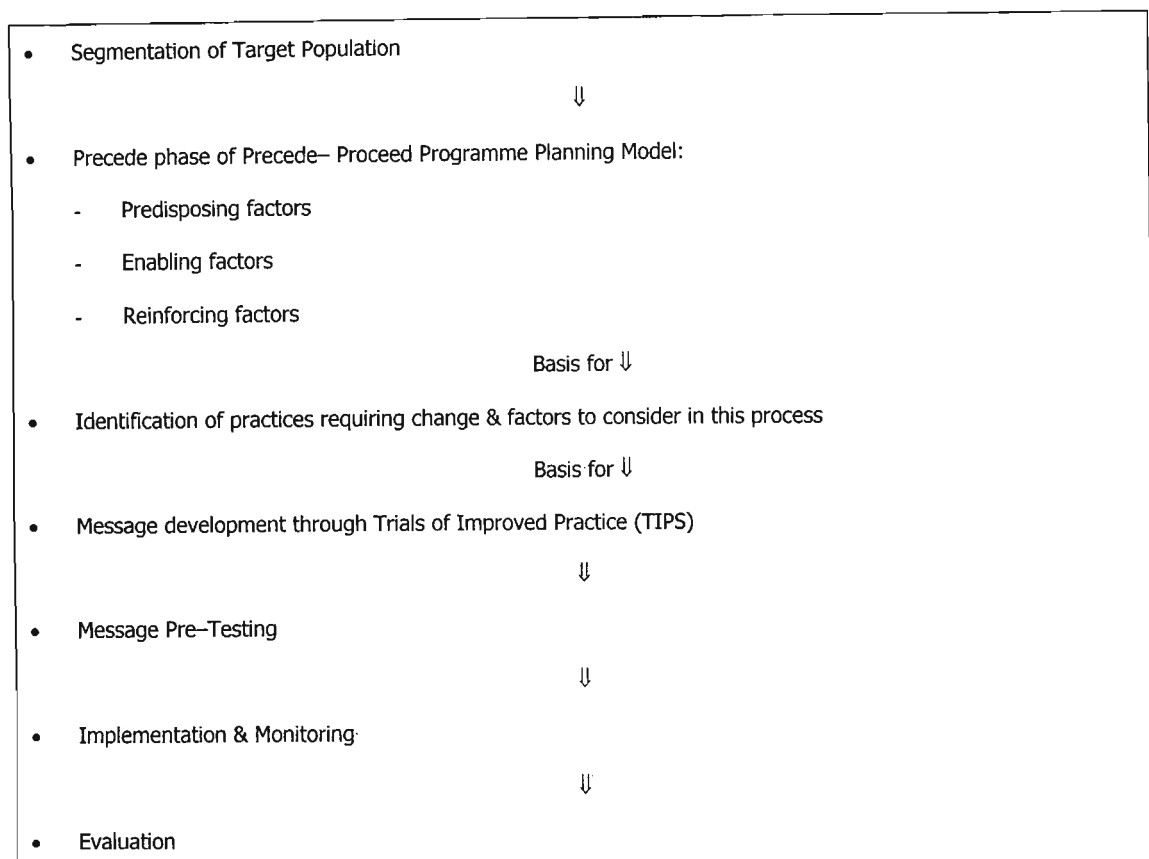 • Segmentation of Target Population
⇓
• Precede phase of Precede– Proceed Programme Planning Model:
- Predisposing factors
- Enabling factors
- Reinforcing factors
Basis for ⇓
• Identification of practices requiring change & factors to consider in this process
Basis for ⇓
• Message development through Trials of Improved Practice (TIPS)
⇓
• Message Pre–Testing
⇓
• Implementation & Monitoring
⇓
• Evaluation